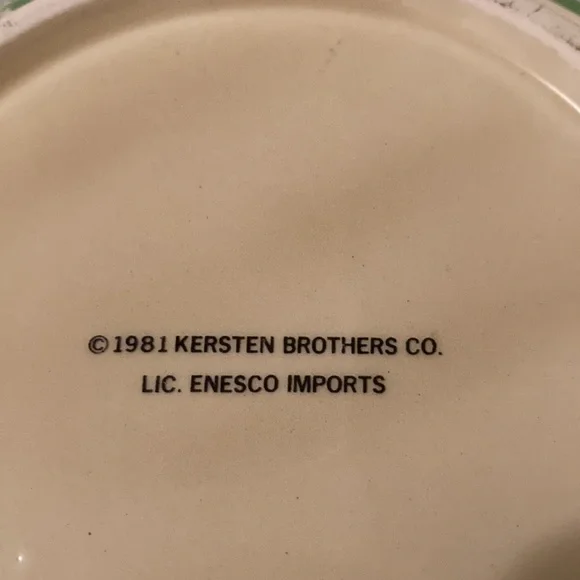 ©1981 KERSTEN BROTHERS CO.
LIC. ENESCO IMPORTS